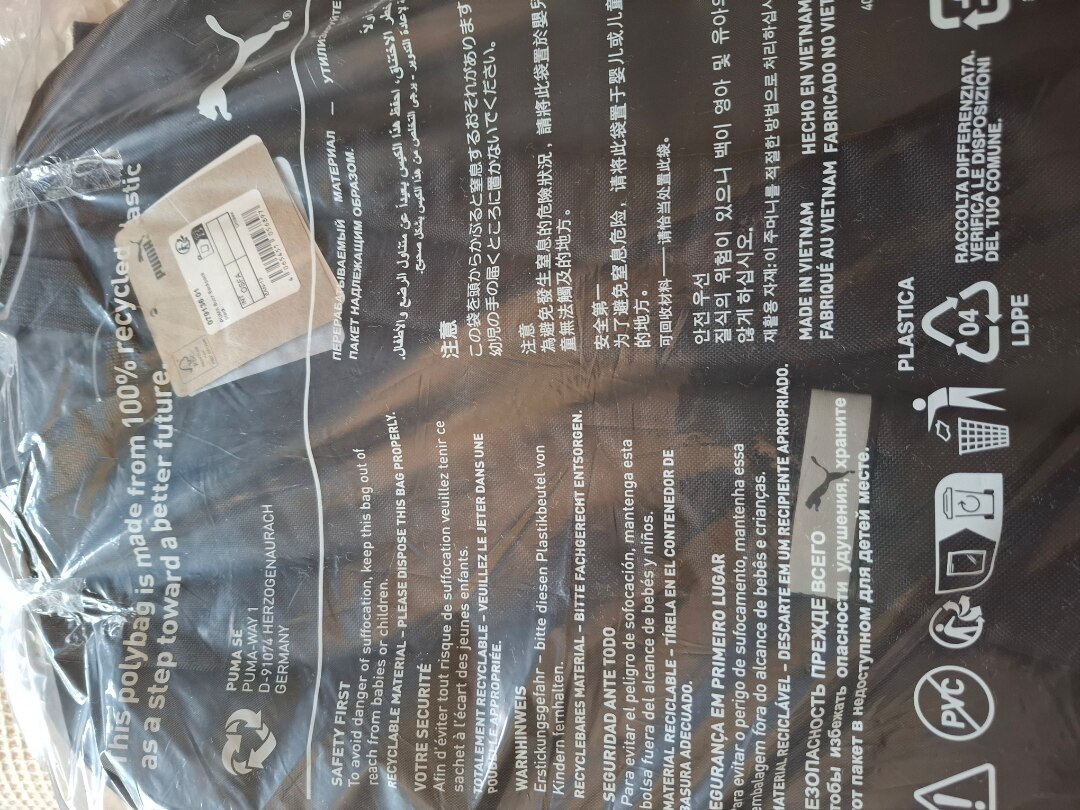 This polybag is made from 100% recycled plastic
as a step toward a better future.
PUMA SE
PUMA-WAY 1
D-91074 HERZOGENAURACH
GERMANY
PUMA
079136 01
OSFA
SAFETY FIRST
To avoid danger of suffocation, keep this bag out of
reach from babies or children.
RECYCLABLE MATERIAL – PLEASE DISPOSE THIS BAG PROPERLY.
VOTRE SECURITÉ
Afin d'éviter tout risque de suffocation veuillez tenir ce
sachet à l'écart des jeunes enfants.
TOTALEMENT RECYCLABLE – VEUILLEZ LE JETER DANS UNE
POUBELLE APPROPRIÉE.
WARNHINWEIS
Erstickungsgefahr – bitte diesen Plastikbeutel von
Kindern fernhalten.
RECYCLEBARES MATERIAL – BITTE FACHGERECHT ENTSORGEN.
SEGURIDAD ANTE TODO
Para evitar el peligro de sofocación, mantenga esta
bolsa fuera del alcance de bebés y niños.
MATERIAL RECICLABLE – TÍRELA EN EL CONTENEDOR DE
BASURA ADECUADO.
SEGURANÇA EM PRIMEIRO LUGAR
Para evitar o perigo de sufocamento, mantenha essa
embalagem fora do alcance de bebês e crianças.
MATERIAL RECICLÁVEL – DESCARTE EM UM RECIPIENTE APROPRIADO.
БЕЗОПАСНОСТЬ ПРЕЖДЕ ВСЕГО
Чтобы избежать опасности удушения, храните
этот пакет в недоступном для детей месте.
ПЕРЕРАБАТЫВАЕМЫЙ МАТЕРИАЛ – УТИЛИЗИРУЙТЕ
ПАКЕТ НАДЛЕЖАЩИМ ОБРАЗОМ.
注意
この袋を頭からかぶると窒息するおそれがあります
幼児の手の届くところに置かないでください。
注意
為避免發生窒息的危險狀況，請將此袋置於嬰兒
童無法觸及的地方。
安全第一
为了避免窒息危险，请将此袋置于婴儿或儿童
的地方。
可回收材料 — 请恰当处置此袋。
안전 우선
질식의 위험이 있으니 백이 영아 및 유아의
않게 하십시오.
재활용 자재: 이 주머니를 적절한 방법으로 처리하십시
MADE IN VIETNAM HECHO EN VIETNAM
FABRIQUÉ AU VIETNAM FABRICADO NO VIETNAM
PVC
PLASTICA
04
LDPE
RACCOLTA DIFFERENZIATA.
VERIFICA LE DISPOSIZIONI
DEL TUO COMUNE.